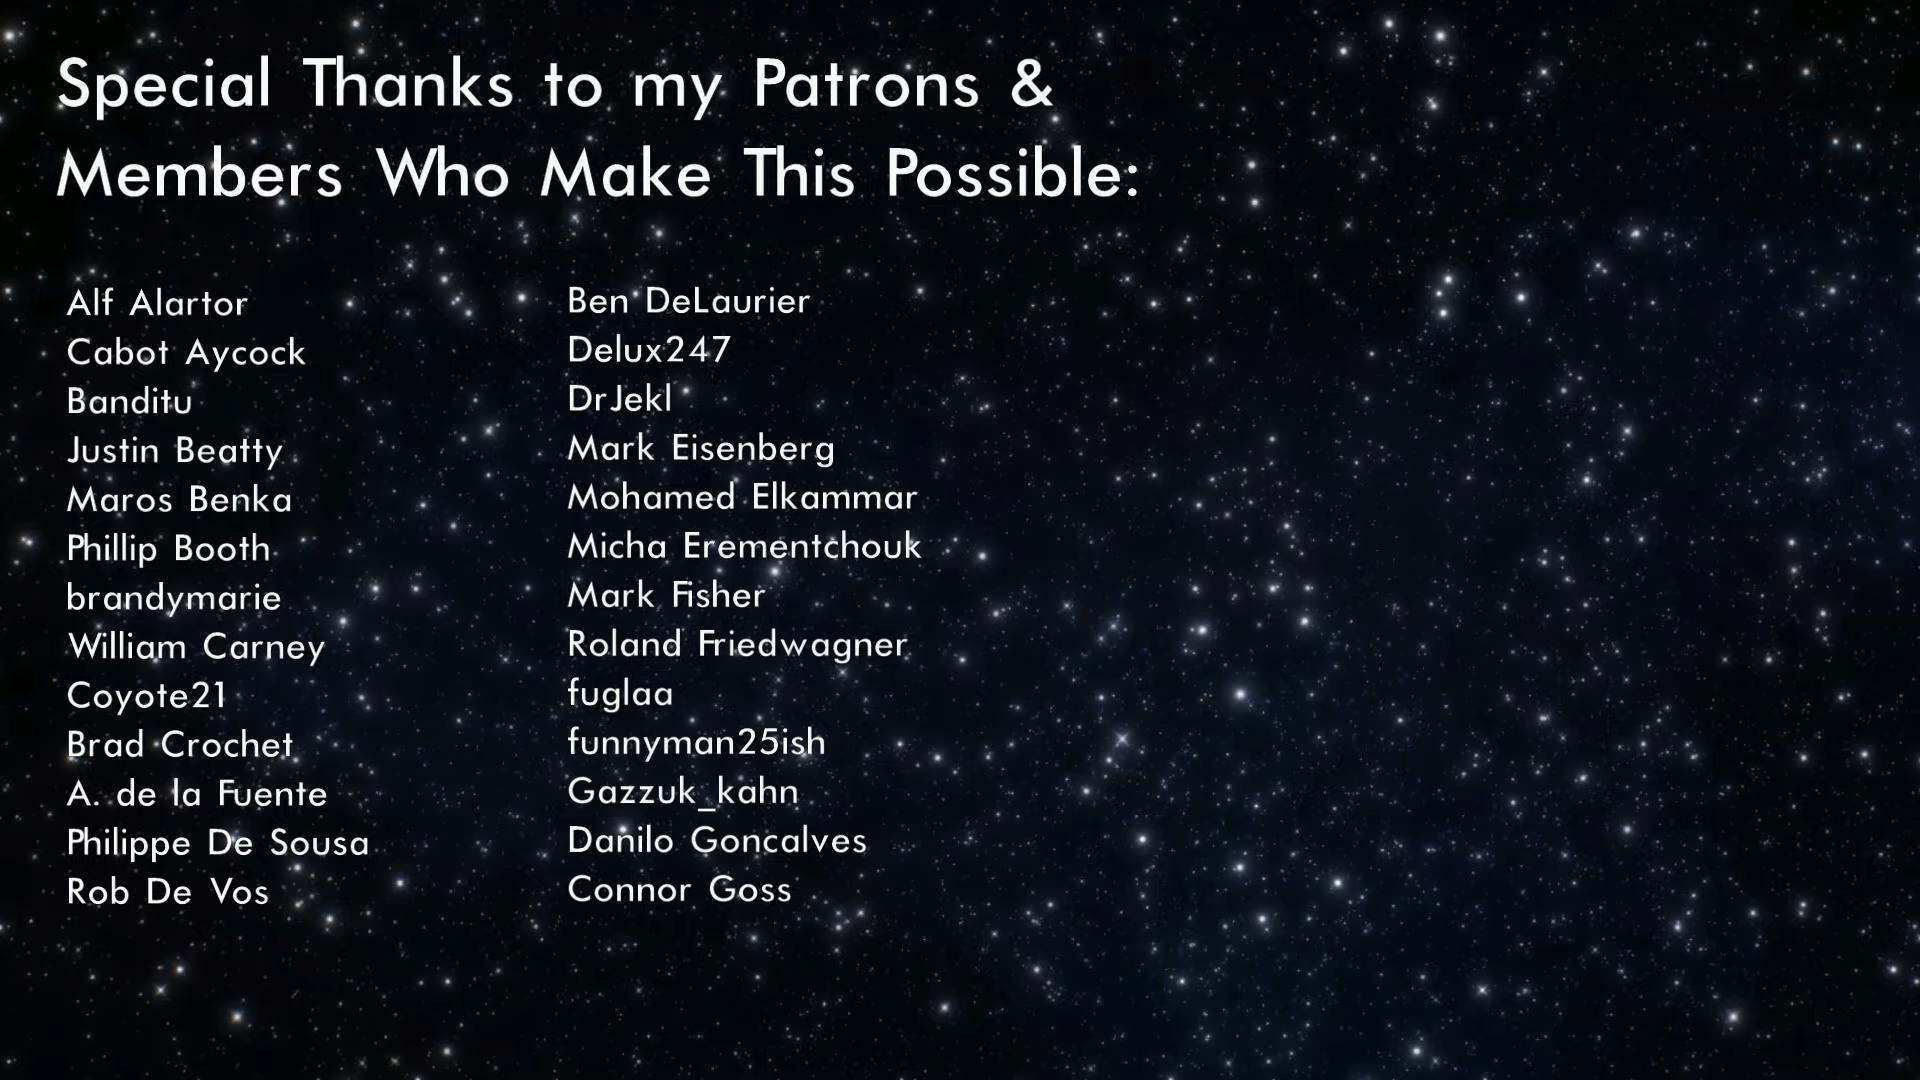 Special Thanks to my Patrons &
Members Who Make This Possible:
Alf Alartor
Cabot Aycock
Banditu
Justin Beatty
Maros Benka
Phillip Booth
brandymarie
William Carney
Coyote21
Brad Crochet
A. de la Fuente
Philippe De Sousa
Rob De Vos
Ben DeLaurier
Delux247
DrJekl
Mark Eisenberg
Mohamed Elkammar
Micha Erementchouk
Mark Fisher
Roland Friedwagner
fuglaa
funnyman25ish
Gazzuk_kahn
Danilo Goncalves
Connor Goss